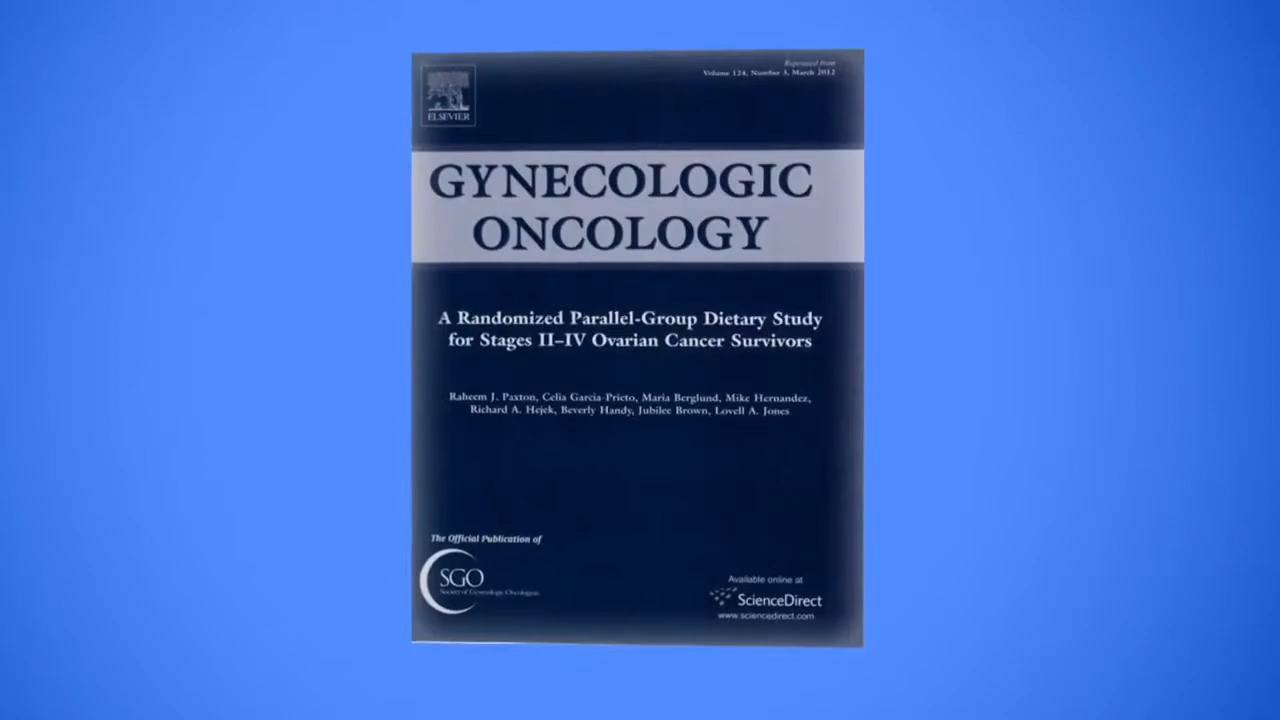 Reprinted from
Volume 124, Number 3, March 2012
ELSEVIER
GYNECOLOGIC
ONCOLOGY
A Randomized Parallel-Group Dietary Study
for Stages II–IV Ovarian Cancer Survivors
Raheem J. Paxton, Celia Garcia-Prieto, Maria Berglund, Mike Hernandez,
Richard A. Hejek, Beverly Handy, Jubilee Brown, Lovell A. Jones
The Official Publication of
SGO
Society of Gynecologic Oncologists
Available online at
ScienceDirect
www.sciencedirect.com